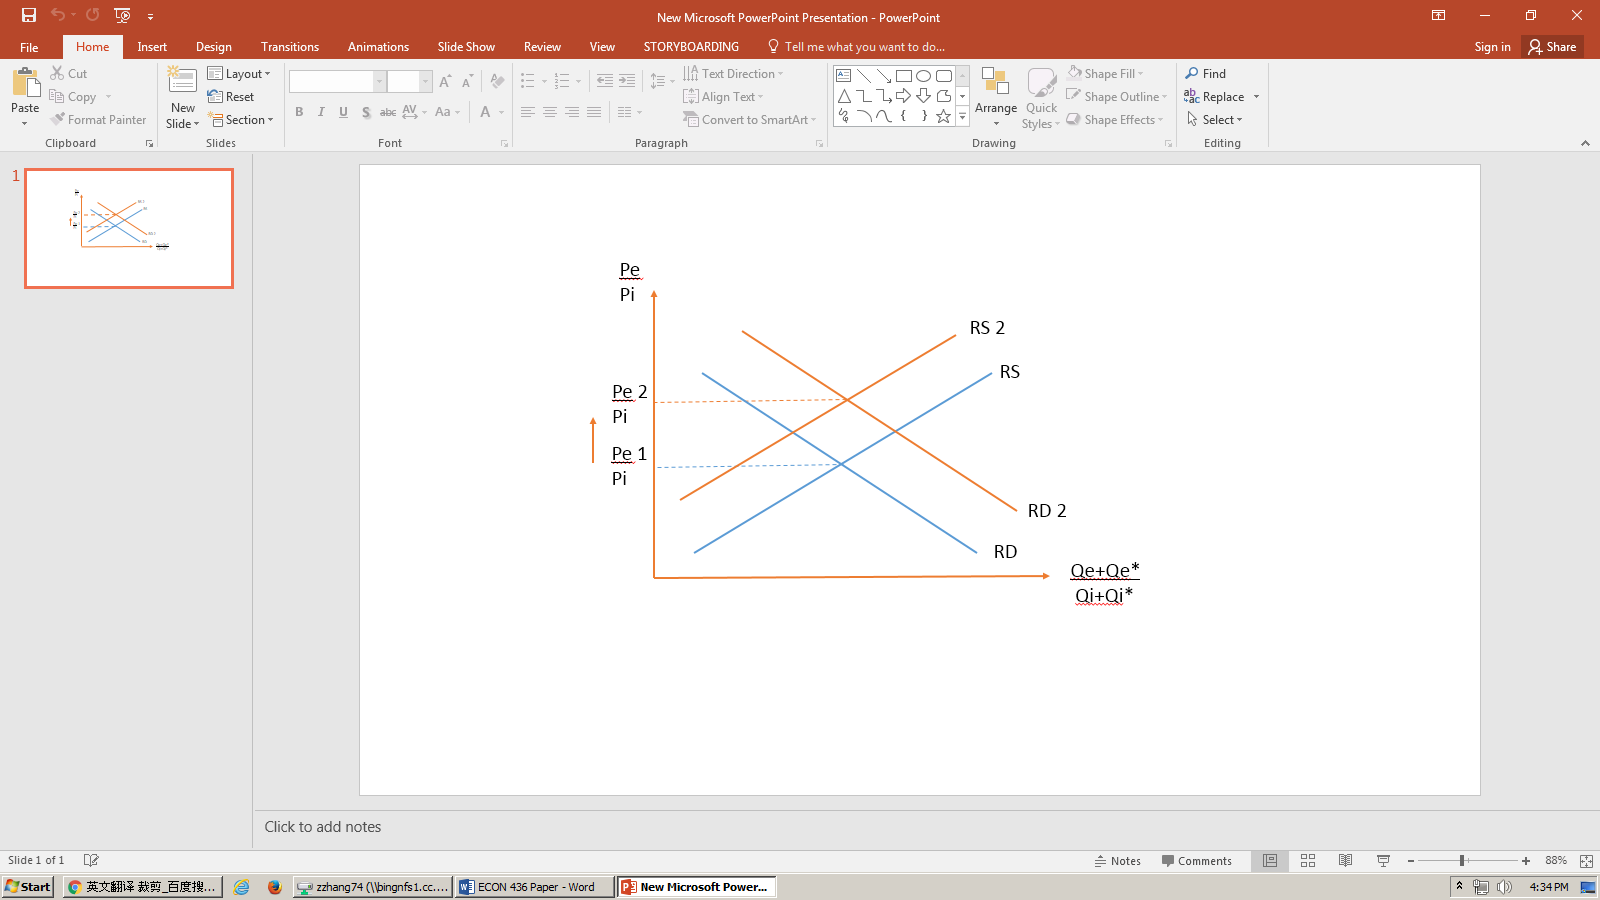 New Microsoft PowerPoint Presentation - PowerPoint
File Home Insert Design Transitions Animations Slide Show Review View STORYBOARDING Tell me what you want to do... Sign in Share
Paste
Cut
Copy
Format Painter
Clipboard
New
Slide
Layout
Reset
Section
Slides
B I U S abc AV Aa A
Font
Text Direction
Align Text
Convert to SmartArt
Paragraph
Arrange
Quick
Styles
Shape Fill
Shape Outline
Shape Effects
Drawing
Find
Replace
Select
Editing
1
Pe
Pi
RS 2
RS
Pe 2
Pi
Pe 1
Pi
RD 2
RD
Qe+Qe*
Qi+Qi*
Click to add notes
Slide 1 of 1 Notes Comments 88%
Start 英文翻译 裁剪_百度搜... zzhang74 (\\bingnfs1.cc.... ECON 436 Paper - Word New Microsoft Power... 4:34 PM